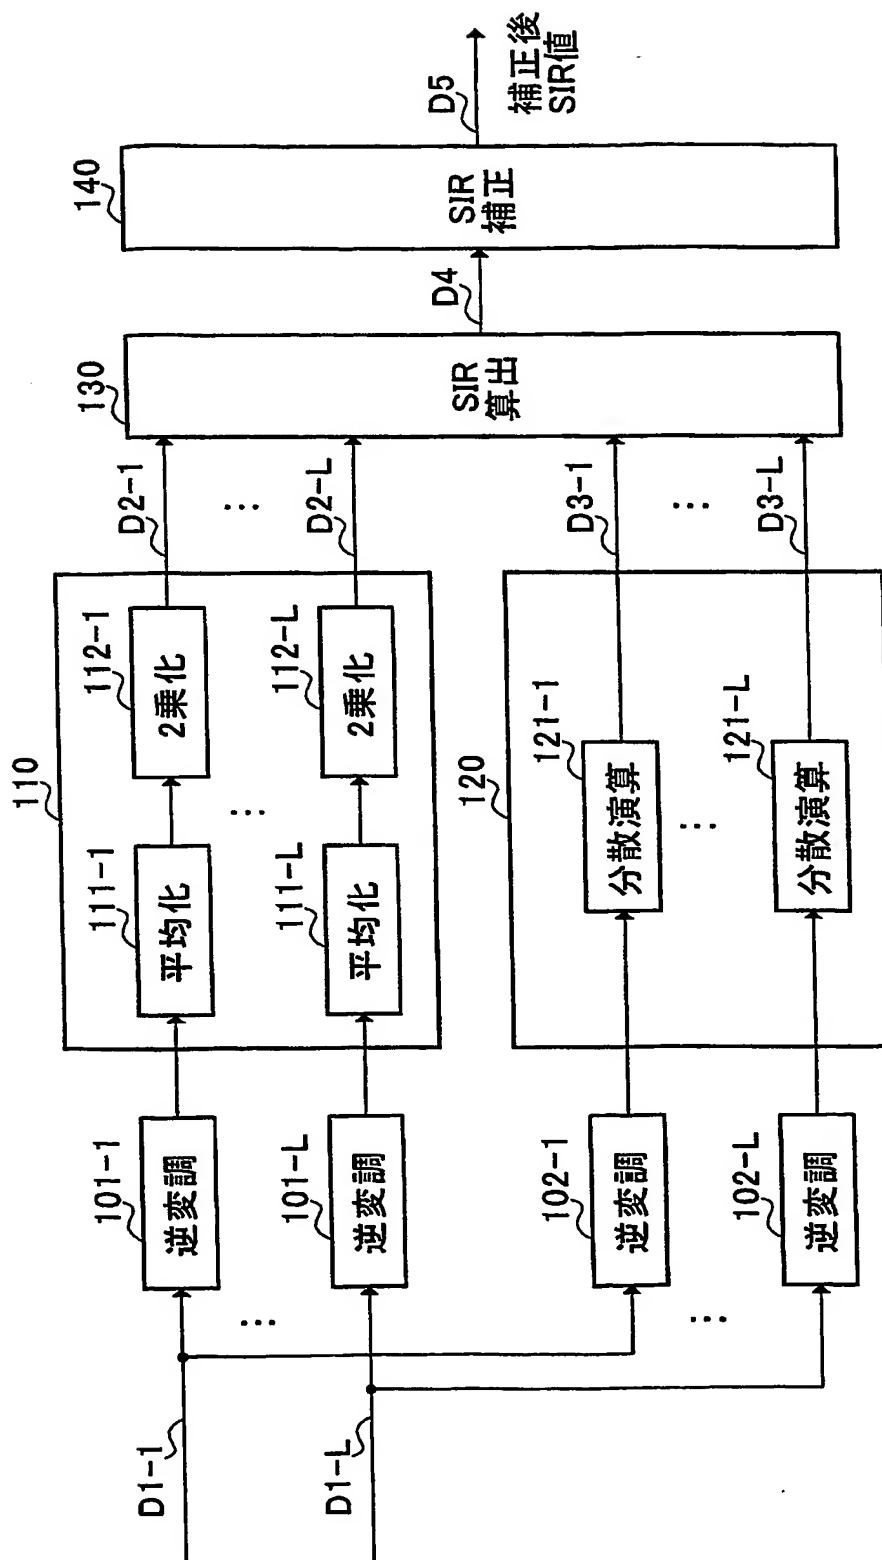 D1-1
D1-L
101-1
逆変調
101-L
逆変調
102-1
逆変調
102-L
逆変調
110
111-1
平均化
112-1
2乗化
111-L
平均化
112-L
2乗化
120
121-1
分散演算
121-L
分散演算
D2-1
D2-L
D3-1
D3-L
130
SIR
算出
D4
140
SIR
補正
D5
補正後
SIR値